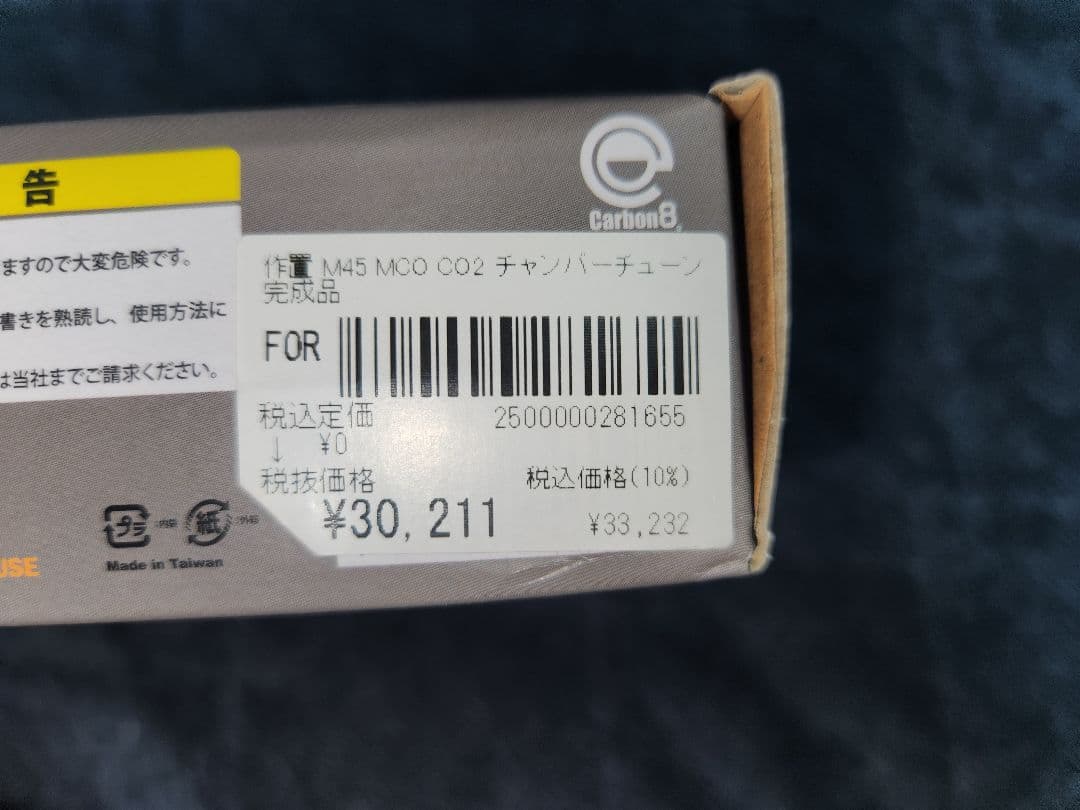 告
ますので大変危険です。
書きを熟読し、使用方法に
は当社までご請求ください。
Carbon8
作置 M45 MCO CO2 チャンバーチューン
完成品
FOR
税込定価 2500000281655
↓ ¥0
税抜価格 税込価格(10%)
¥30,211 ¥33,232
プラ 紙
Made in Taiwan
USE